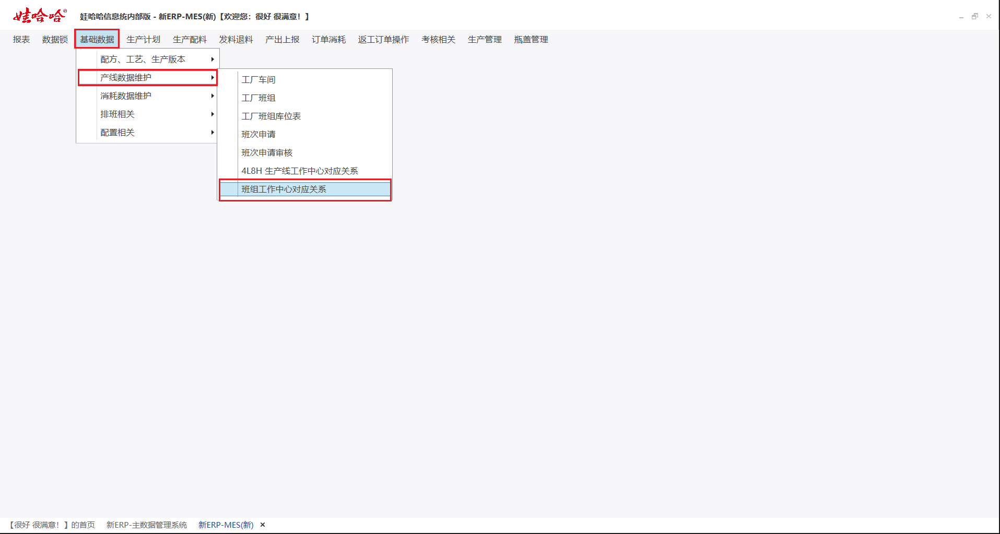 娃哈哈® 娃哈哈信息统内部版 - 新ERP-MES(新)【欢迎您：很好 很满意！】
报表 数据锁 基础数据 生产计划 生产配料 发料退料 产出上报 订单消耗 返工订单操作 考核相关 生产管理 瓶盖管理
配方、工艺、生产版本
产线数据维护
消耗数据维护
排班相关
配置相关
工厂车间
工厂班组
工厂班组库位表
班次申请
班次申请审核
4L8H 生产线工作中心对应关系
班组工作中心对应关系
【很好 很满意！】的首页 新ERP-主数据管理系统 新ERP-MES(新)